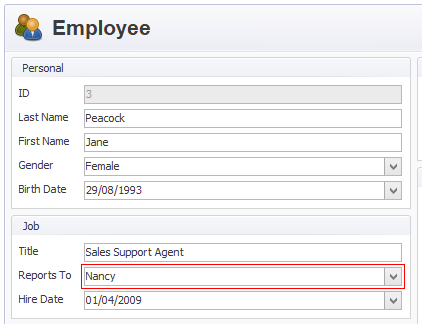 Employee
Personal
ID 3
Last Name Peacock
First Name Jane
Gender Female
Birth Date 29/08/1993
Job
Title Sales Support Agent
Reports To Nancy
Hire Date 01/04/2009